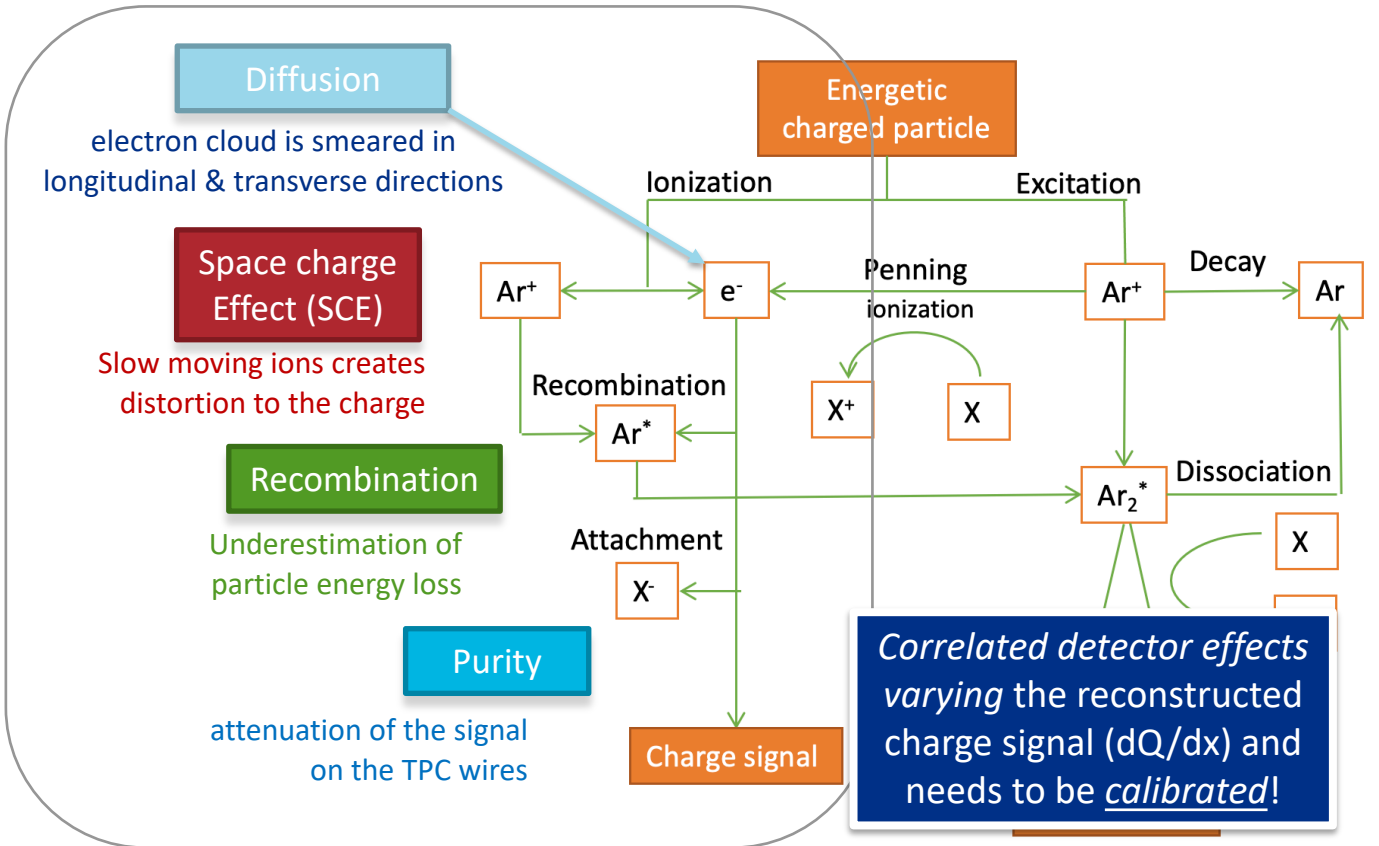 Diffusion
electron cloud is smeared in
longitudinal & transverse directions
Space charge
Effect (SCE)
Slow moving ions creates
distortion to the charge
Recombination
Underestimation of
particle energy loss
Purity
attenuation of the signal
on the TPC wires
Energetic
charged particle
Ionization
Excitation
Ar⁺
e⁻
Penning
ionization
Ar⁺
Decay
Ar
Recombination
Ar*
X⁺
X
Ar₂*
Dissociation
X
Attachment
X⁻
Charge signal
Correlated detector effects
varying the reconstructed
charge signal (dQ/dx) and
needs to be calibrated!